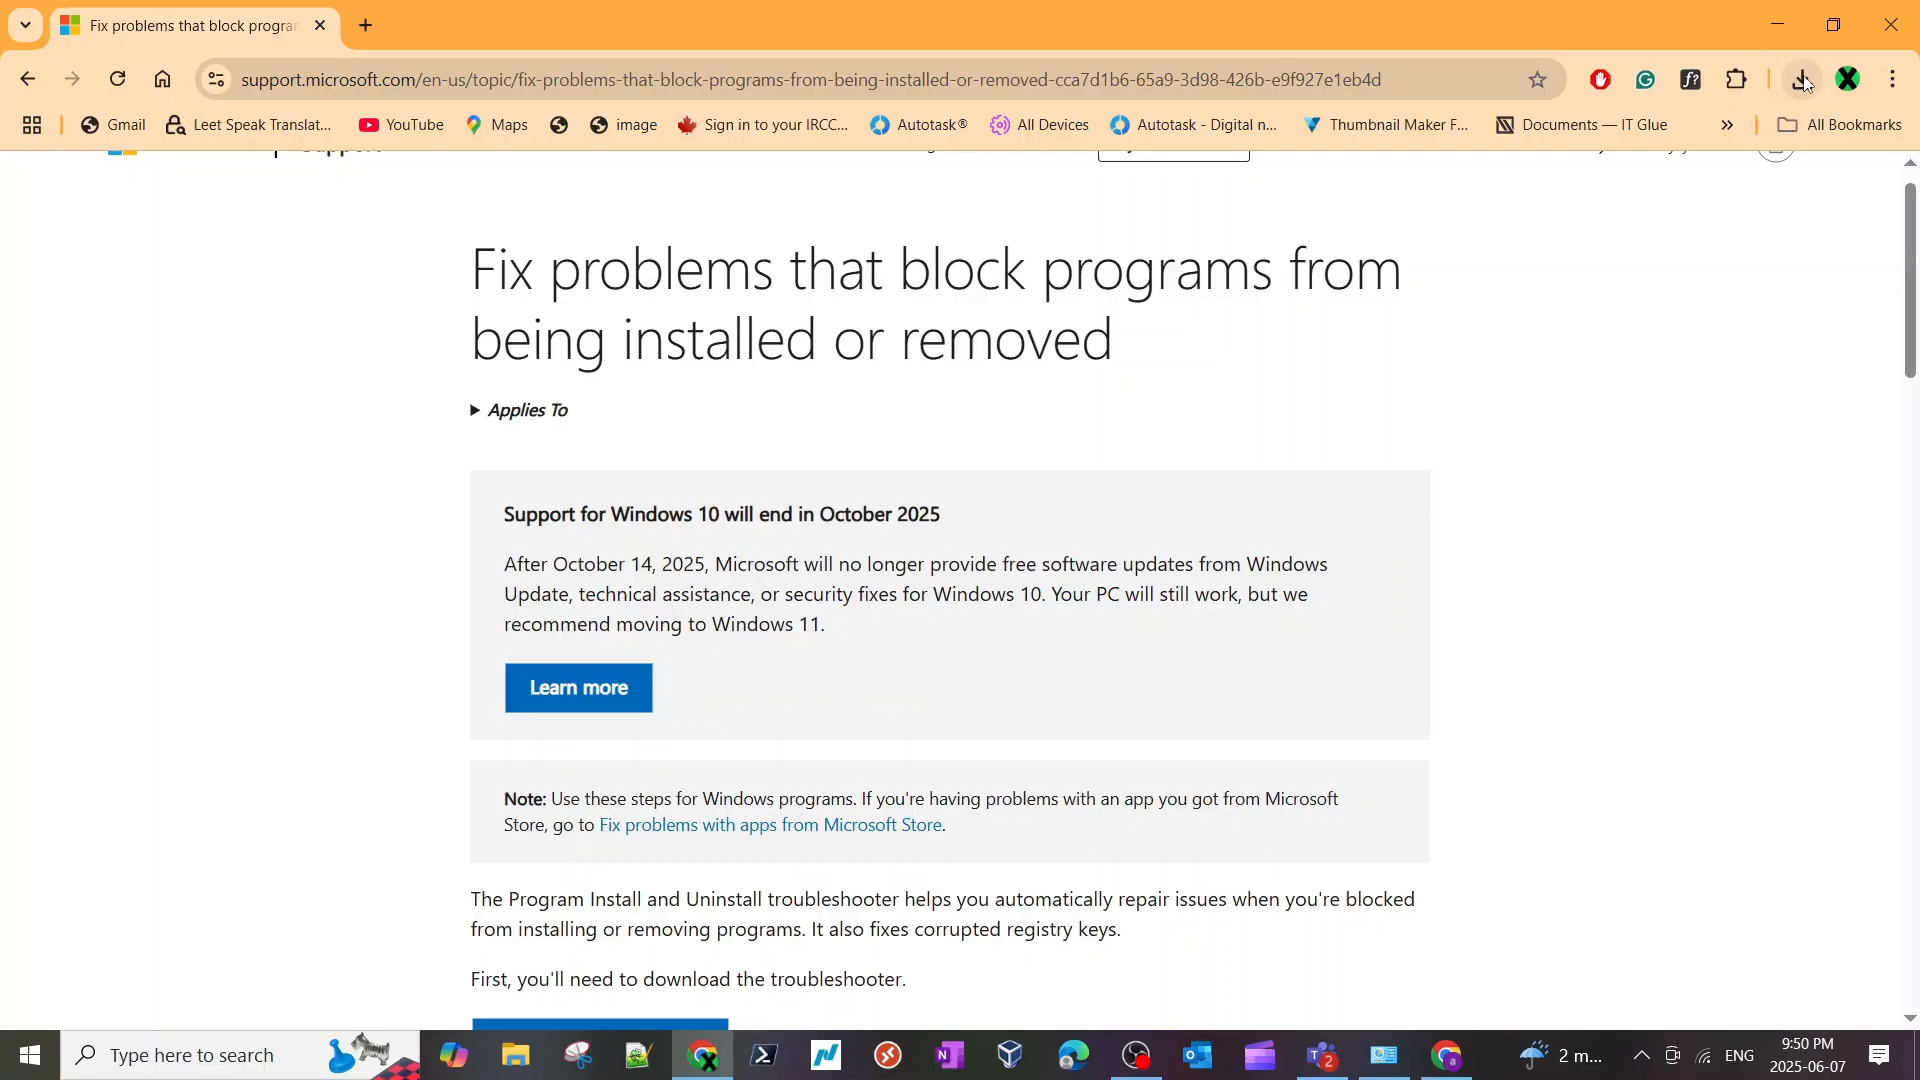 Fix problems that block program
support.microsoft.com/en-us/topic/fix-problems-that-block-programs-from-being-installed-or-removed-cca7d1b6-65a9-3d98-426b-e9f927e1eb4d
Gmail
Leet Speak Translat...
YouTube
Maps
image
Sign in to your IRCC...
Autotask®
All Devices
Autotask - Digital n...
Thumbnail Maker F...
Documents — IT Glue
»
All Bookmarks
Fix problems that block programs from
being installed or removed
Applies To
Support for Windows 10 will end in October 2025
After October 14, 2025, Microsoft will no longer provide free software updates from Windows
Update, technical assistance, or security fixes for Windows 10. Your PC will still work, but we
recommend moving to Windows 11.
Learn more
Note: Use these steps for Windows programs. If you're having problems with an app you got from Microsoft
Store, go to Fix problems with apps from Microsoft Store.
The Program Install and Uninstall troubleshooter helps you automatically repair issues when you're blocked
from installing or removing programs. It also fixes corrupted registry keys.
First, you'll need to download the troubleshooter.
Type here to search
2
2 m...
ENG
9:50 PM
2025-06-07